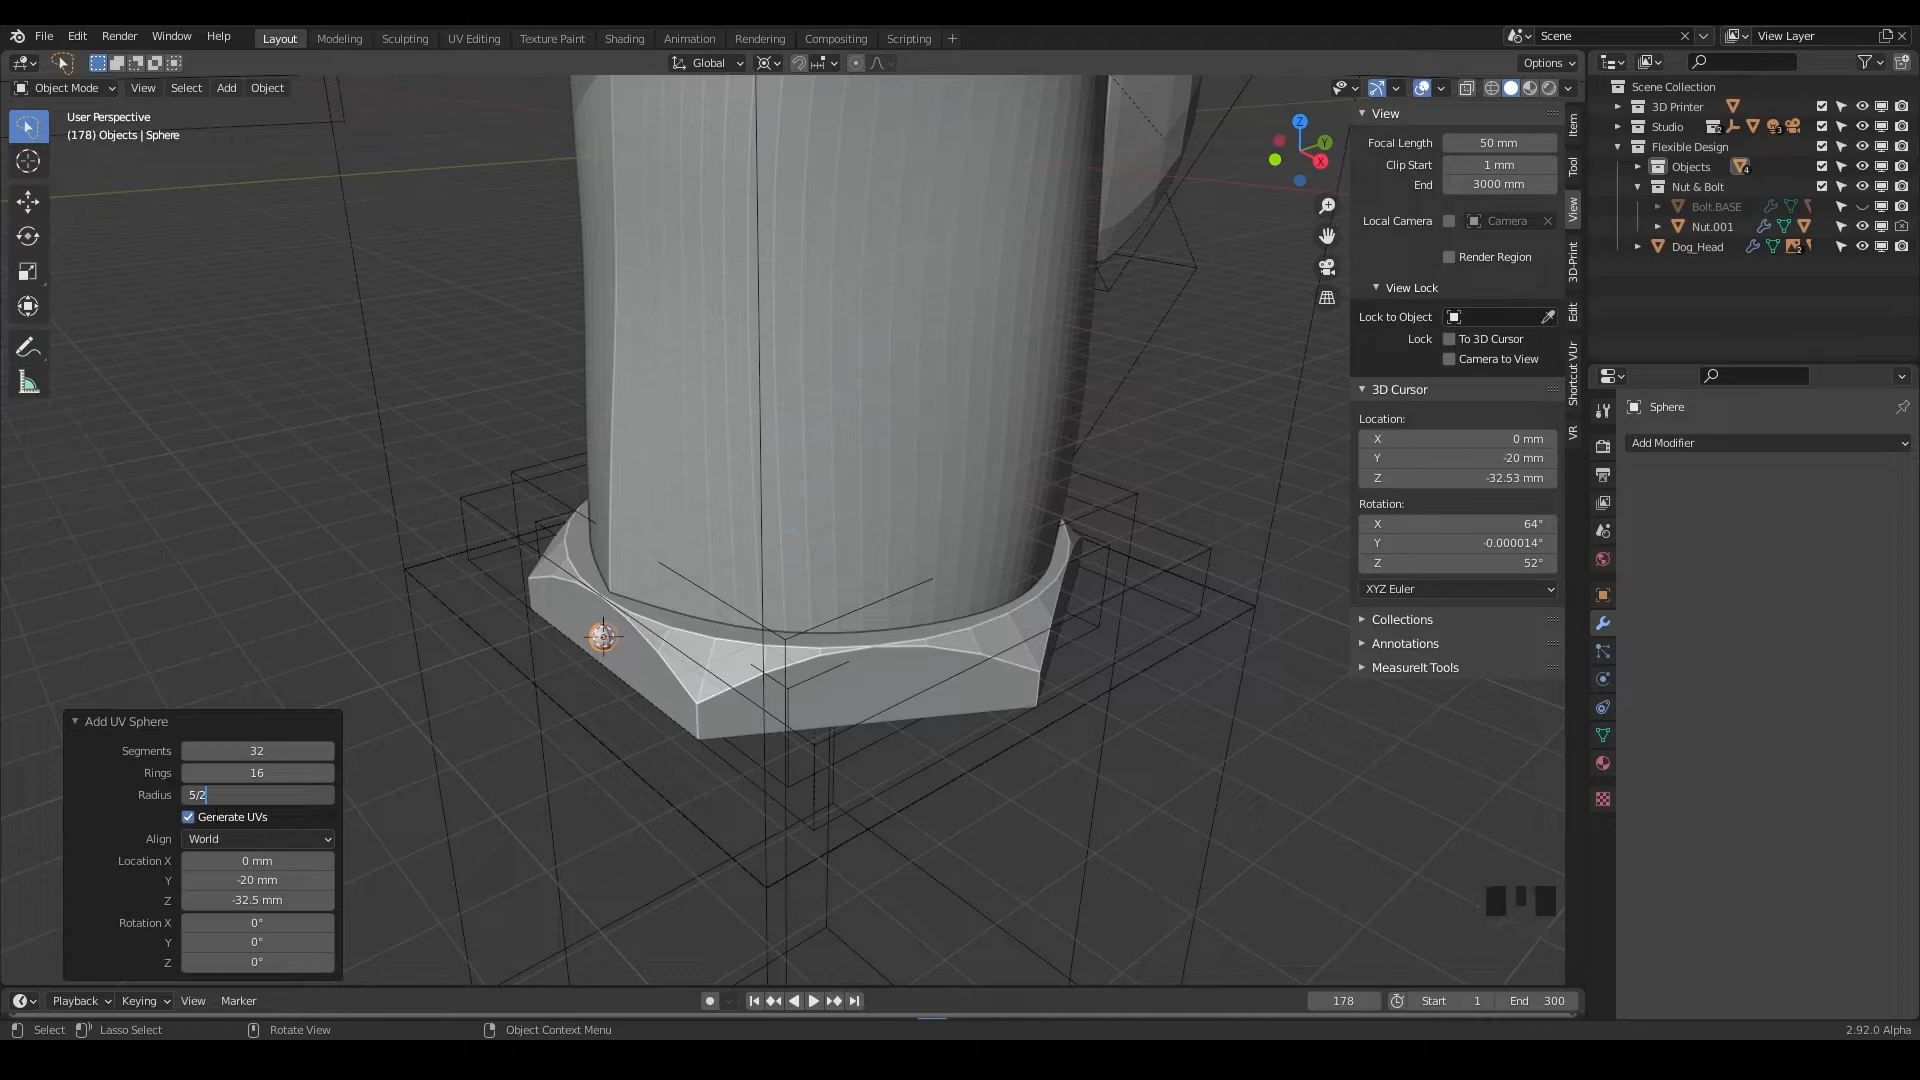 File Edit Render Window Help Layout Modeling Sculpting UV Editing Texture Paint Shading Animation Rendering Compositing Scripting + Scene View Layer
Global Options
Object Mode View Select Add Object
User Perspective
(178) Objects | Sphere
Z
Y
X
View
Focal Length 50 mm
Clip Start 1 mm
End 3000 mm
Local Camera Camera
Render Region
View Lock
Lock to Object
Lock To 3D Cursor
Camera to View
3D Cursor
Location:
X 0 mm
Y -20 mm
Z -32.53 mm
Rotation:
X 64°
Y -0.000014°
Z 52°
XYZ Euler
Collections
Annotations
MeasureIt Tools
Item
Tool
View
3D-Print
Edit
Shortcut VUr
VR
Scene Collection
3D Printer
Studio 2 3
Flexible Design
Objects 4
Nut & Bolt
Bolt.BASE
Nut.001
Dog_Head 2
Sphere
Add Modifier
Add UV Sphere
Segments 32
Rings 16
Radius 5/2
Generate UVs
Align World
Location X 0 mm
Y -20 mm
Z -32.5 mm
Rotation X 0°
Y 0°
Z 0°
Playback Keying View Marker 178 Start 1 End 300
Select Lasso Select Rotate View Object Context Menu 2.92.0 Alpha